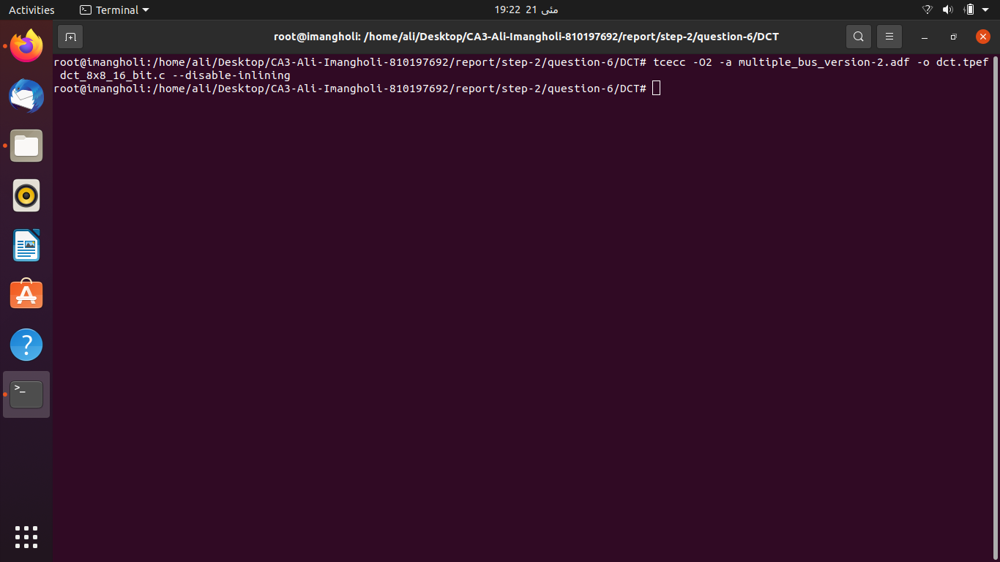 Activities
Terminal
19:22 21 مئی
root@imangholi: /home/ali/Desktop/CA3-Ali-Imangholi-810197692/report/step-2/question-6/DCT
root@imangholi:/home/ali/Desktop/CA3-Ali-Imangholi-810197692/report/step-2/question-6/DCT# tcecc -O2 -a multiple_bus_version-2.adf -o dct.tpef
dct_8x8_16_bit.c --disable-inlining
root@imangholi:/home/ali/Desktop/CA3-Ali-Imangholi-810197692/report/step-2/question-6/DCT#